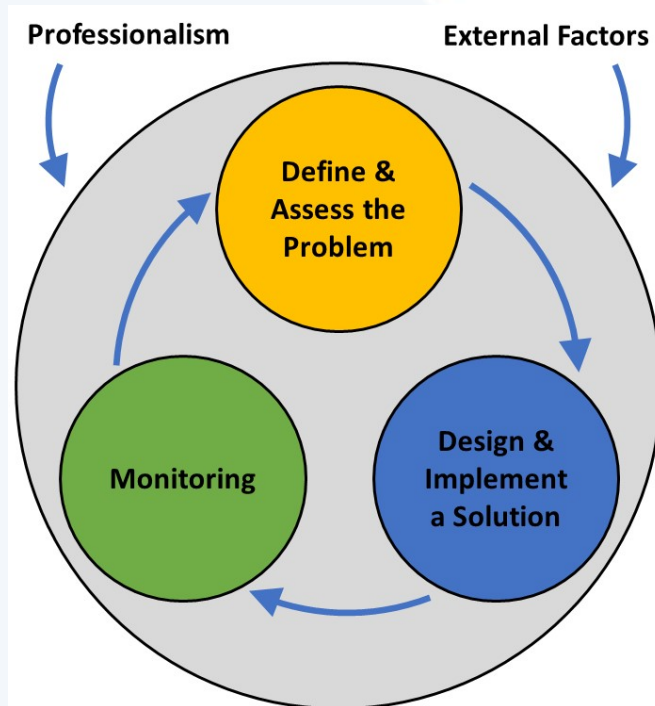 Professionalism
External Factors
Define &
Assess the
Problem
Monitoring
Design &
Implement
a Solution